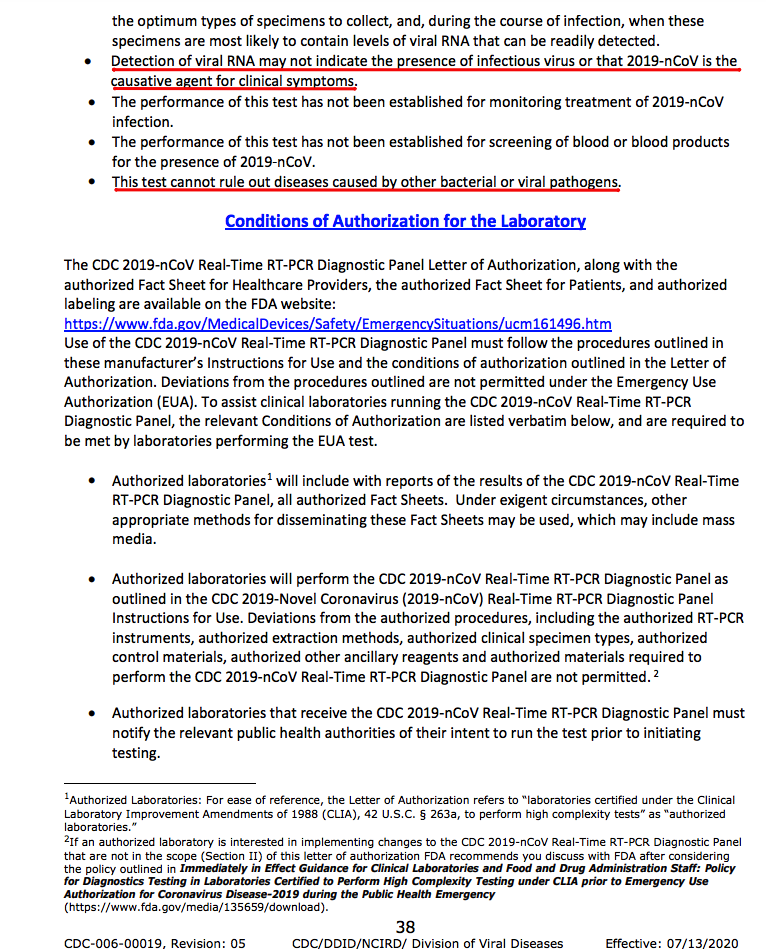 the optimum types of specimens to collect, and, during the course of infection, when these
specimens are most likely to contain levels of viral RNA that can be readily detected.
• Detection of viral RNA may not indicate the presence of infectious virus or that 2019-nCoV is the
causative agent for clinical symptoms.
• The performance of this test has not been established for monitoring treatment of 2019-nCoV
infection.
• The performance of this test has not been established for screening of blood or blood products
for the presence of 2019-nCoV.
• This test cannot rule out diseases caused by other bacterial or viral pathogens.
Conditions of Authorization for the Laboratory
The CDC 2019-nCoV Real-Time RT-PCR Diagnostic Panel Letter of Authorization, along with the
authorized Fact Sheet for Healthcare Providers, the authorized Fact Sheet for Patients, and authorized
labeling are available on the FDA website:
https://www.fda.gov/MedicalDevices/Safety/EmergencySituations/ucm161496.htm
Use of the CDC 2019-nCoV Real-Time RT-PCR Diagnostic Panel must follow the procedures outlined in
these manufacturer’s Instructions for Use and the conditions of authorization outlined in the Letter of
Authorization. Deviations from the procedures outlined are not permitted under the Emergency Use
Authorization (EUA). To assist clinical laboratories running the CDC 2019-nCoV Real-Time RT-PCR
Diagnostic Panel, the relevant Conditions of Authorization are listed verbatim below, and are required to
be met by laboratories performing the EUA test.
• Authorized laboratories¹ will include with reports of the results of the CDC 2019-nCoV Real-Time
RT-PCR Diagnostic Panel, all authorized Fact Sheets. Under exigent circumstances, other
appropriate methods for disseminating these Fact Sheets may be used, which may include mass
media.
• Authorized laboratories will perform the CDC 2019-nCoV Real-Time RT-PCR Diagnostic Panel as
outlined in the CDC 2019-Novel Coronavirus (2019-nCoV) Real-Time RT-PCR Diagnostic Panel
Instructions for Use. Deviations from the authorized procedures, including the authorized RT-PCR
instruments, authorized extraction methods, authorized clinical specimen types, authorized
control materials, authorized other ancillary reagents and authorized materials required to
perform the CDC 2019-nCoV Real-Time RT-PCR Diagnostic Panel are not permitted. ²
• Authorized laboratories that receive the CDC 2019-nCoV Real-Time RT-PCR Diagnostic Panel must
notify the relevant public health authorities of their intent to run the test prior to initiating
testing.
¹Authorized Laboratories: For ease of reference, the Letter of Authorization refers to “laboratories certified under the Clinical
Laboratory Improvement Amendments of 1988 (CLIA), 42 U.S.C. § 263a, to perform high complexity tests” as “authorized
laboratories.”
²If an authorized laboratory is interested in implementing changes to the CDC 2019-nCoV Real-Time RT-PCR Diagnostic Panel
that are not in the scope (Section II) of this letter of authorization FDA recommends you discuss with FDA after considering
the policy outlined in Immediately in Effect Guidance for Clinical Laboratories and Food and Drug Administration Staff: Policy
for Diagnostics Testing in Laboratories Certified to Perform High Complexity Testing under CLIA prior to Emergency Use
Authorization for Coronavirus Disease-2019 during the Public Health Emergency
(https://www.fda.gov/media/135659/download).
38
CDC-006-00019, Revision: 05 CDC/DDID/NCIRD/ Division of Viral Diseases Effective: 07/13/2020